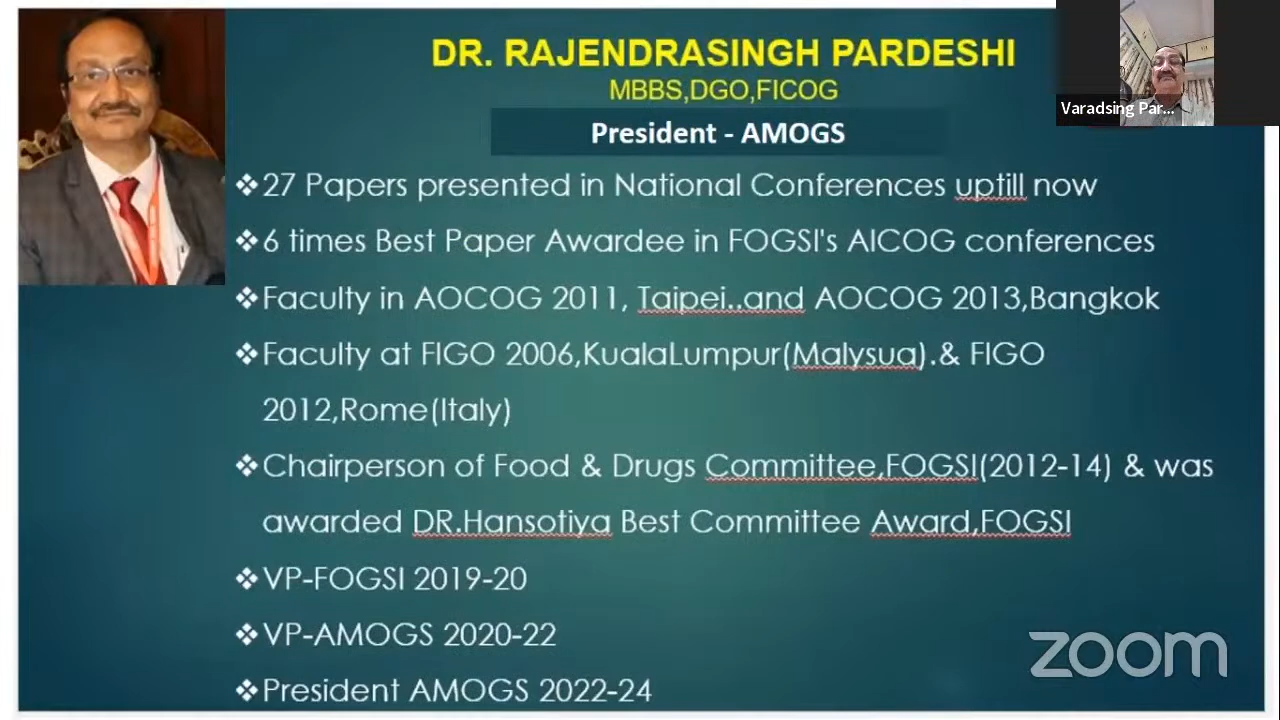 DR. RAJENDRASINGH PARDESHI
MBBS,DGO,FICOG
President - AMOGS
❖27 Papers presented in National Conferences uptill now
❖6 times Best Paper Awardee in FOGSI's AICOG conferences
❖Faculty in AOCOG 2011, Taipei..and AOCOG 2013,Bangkok
❖Faculty at FIGO 2006,KualaLumpur(Malysua).& FIGO
2012,Rome(Italy)
❖Chairperson of Food & Drugs Committee,FOGSI(2012-14) & was
awarded DR.Hansotiya Best Committee Award,FOGSI
❖VP-FOGSI 2019-20
❖VP-AMOGS 2020-22
❖President AMOGS 2022-24
Varadsing Par...
zoom